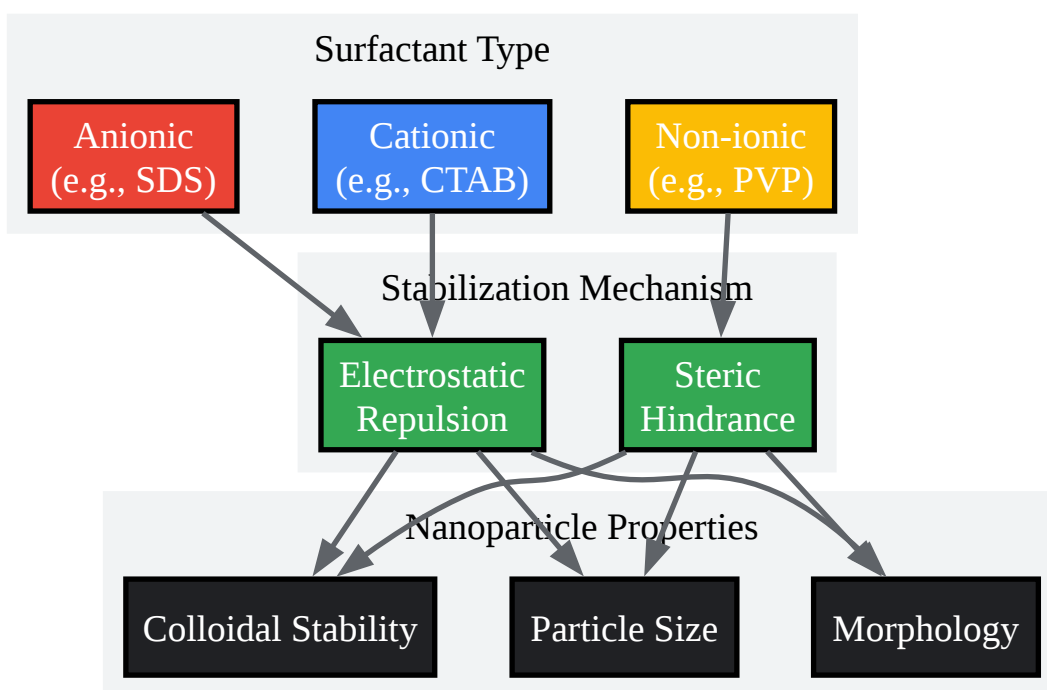 Surfactant Type
Anionic
(e.g., SDS)
Cationic
(e.g., CTAB)
Non-ionic
(e.g., PVP)
Stabilization Mechanism
Electrostatic
Repulsion
Steric
Hindrance
Nanoparticle Properties
Colloidal Stability
Particle Size
Morphology